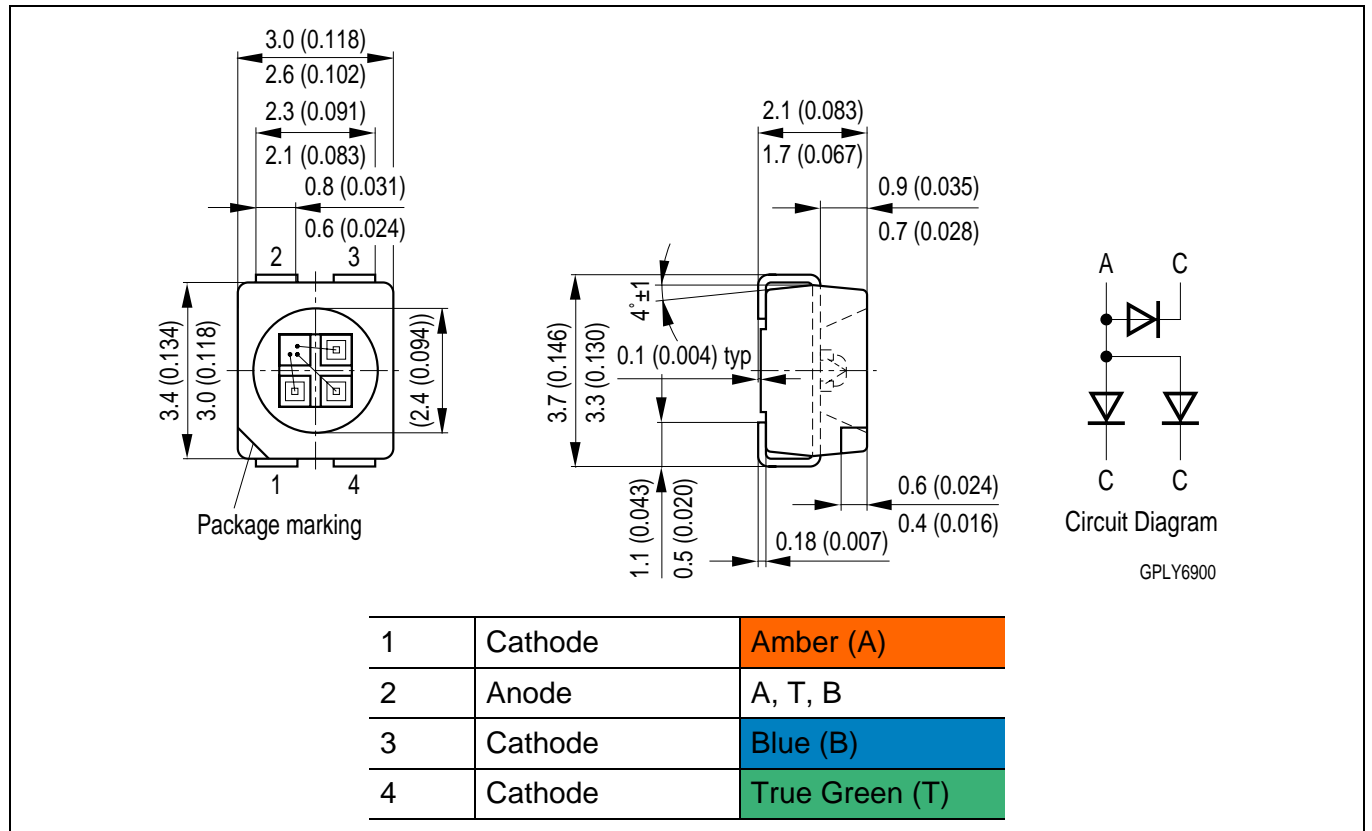 3.0 (0.118)
2.6 (0.102)
2.3 (0.091)
2.1 (0.083)
0.8 (0.031)
0.6 (0.024)
2
3
3.4 (0.134)
3.0 (0.118)
(2.4 (0.094))
1
4
Package marking
2.1 (0.083)
1.7 (0.067)
0.9 (0.035)
0.7 (0.028)
4˚±1
0.1 (0.004) typ
3.7 (0.146)
3.3 (0.130)
1.1 (0.043)
0.5 (0.020)
0.6 (0.024)
0.4 (0.016)
0.18 (0.007)
A C
C C
Circuit Diagram
GPLY6900
1 Cathode Amber (A)
2 Anode A, T, B
3 Cathode Blue (B)
4 Cathode True Green (T)